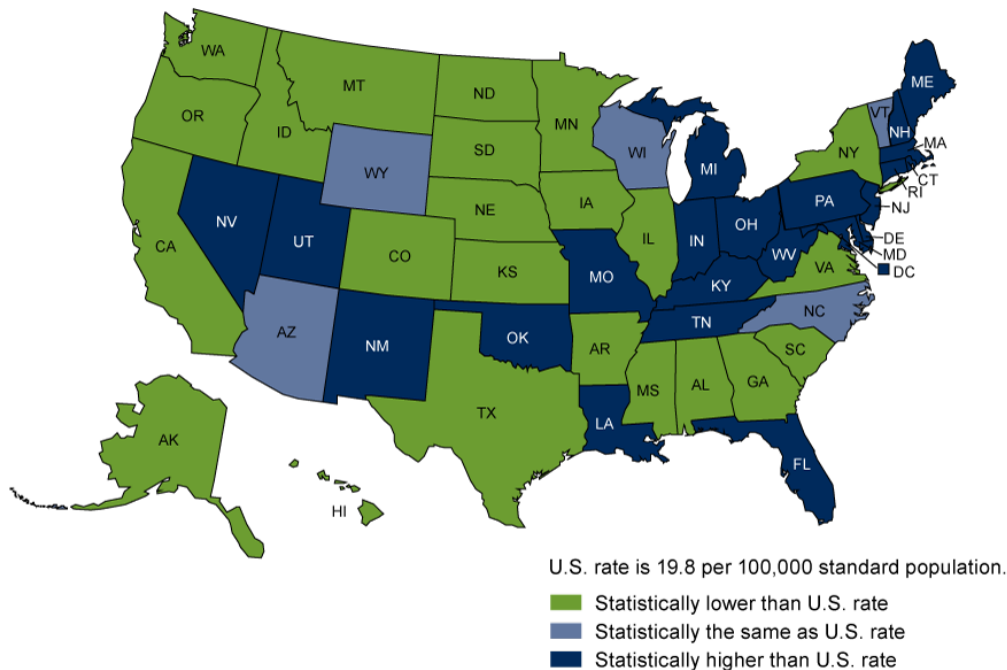 WA
ME
MT
ND
VT
MN
OR
NH
ID
MA
SD
WI
NY
MI
WY
CT
RI
IA
PA
NE
NJ
NV
OH
IN
IL
DE
UT
MD
WV
CA
CO
VA
DC
KS
MO
KY
NC
TN
AZ
OK
NM
AR
SC
MS
AL
GA
TX
LA
AK
FL
HI
U.S. rate is 19.8 per 100,000 standard population.
Statistically lower than U.S. rate
Statistically the same as U.S. rate
Statistically higher than U.S. rate